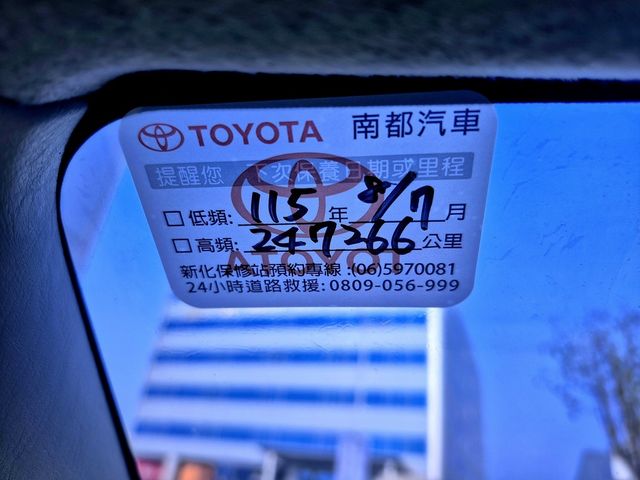 TOYOTA 南都汽車
提醒您 下次保養日期或里程
□低頻: 115 年 8/7 月
□高頻: 247266 公里
新化保修站預約專線:(06)5970081
24小時道路救援:0809-056-999